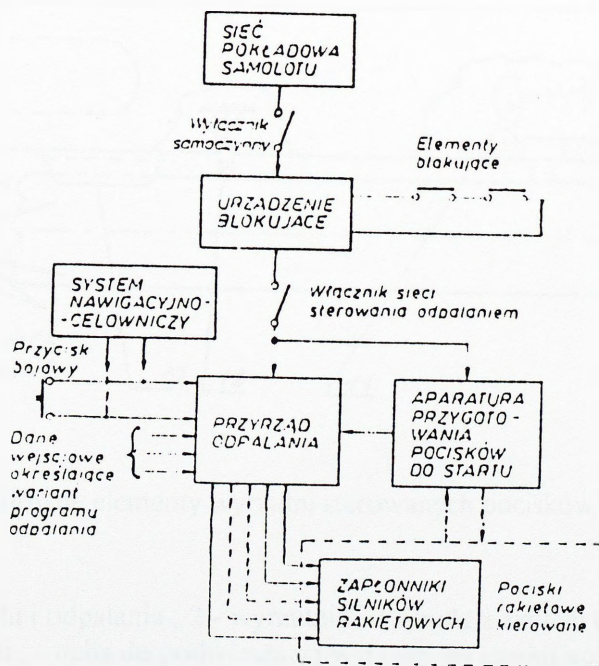 SIEĆ
POKŁADOWA
SAMOLOTU
Wyłącznik
samoczynny
Elementy
blokujące
URZĄDZENIE
BLOKUJĄCE
SYSTEM
NAWIGACYJNO-
-CELOWNICZY
Włącznik sieci
sterowania odpalaniem
Przycisk
bojowy
PRZYRZĄD
ODPALANIA
APARATURA
PRZYGOTO-
WANIA
POCISKÓW
DO STARTU
Dane
wejściowe
określające
wariant
programu
odpalania
ZAPŁONNIKI
SILNIKÓW
RAKIETOWYCH
Pociski
rakietowe
kierowane